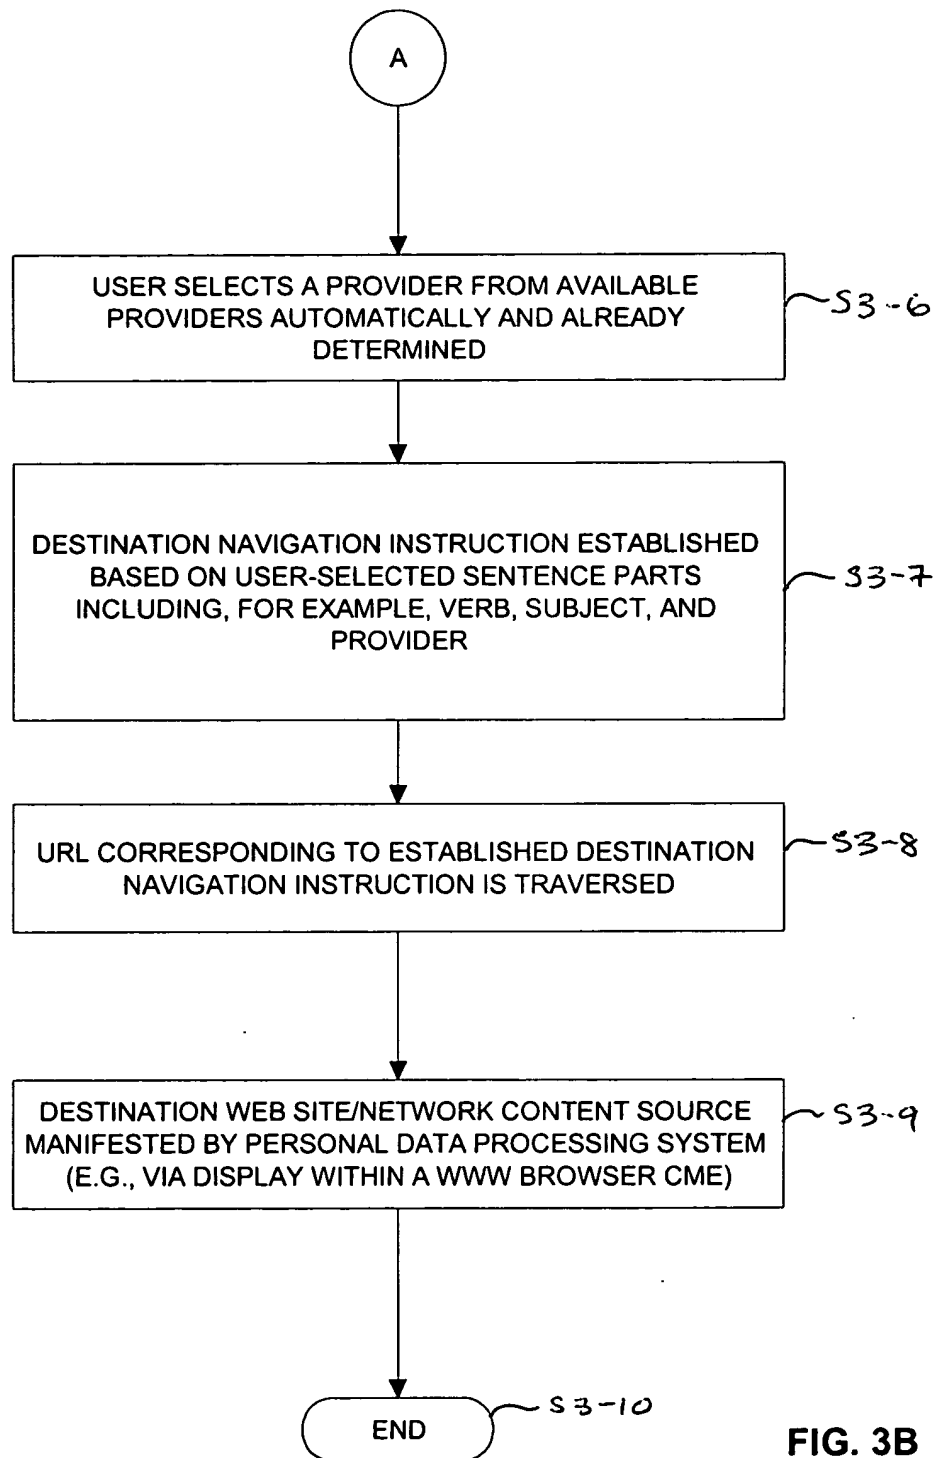 A
USER SELECTS A PROVIDER FROM AVAILABLE
PROVIDERS AUTOMATICALLY AND ALREADY
DETERMINED
S3-6
DESTINATION NAVIGATION INSTRUCTION ESTABLISHED
BASED ON USER-SELECTED SENTENCE PARTS
INCLUDING, FOR EXAMPLE, VERB, SUBJECT, AND
PROVIDER
S3-7
URL CORRESPONDING TO ESTABLISHED DESTINATION
NAVIGATION INSTRUCTION IS TRAVERSED
S3-8
DESTINATION WEB SITE/NETWORK CONTENT SOURCE
MANIFESTED BY PERSONAL DATA PROCESSING SYSTEM
(E.G., VIA DISPLAY WITHIN A WWW BROWSER CME)
S3-9
END
S3-10
FIG. 3B